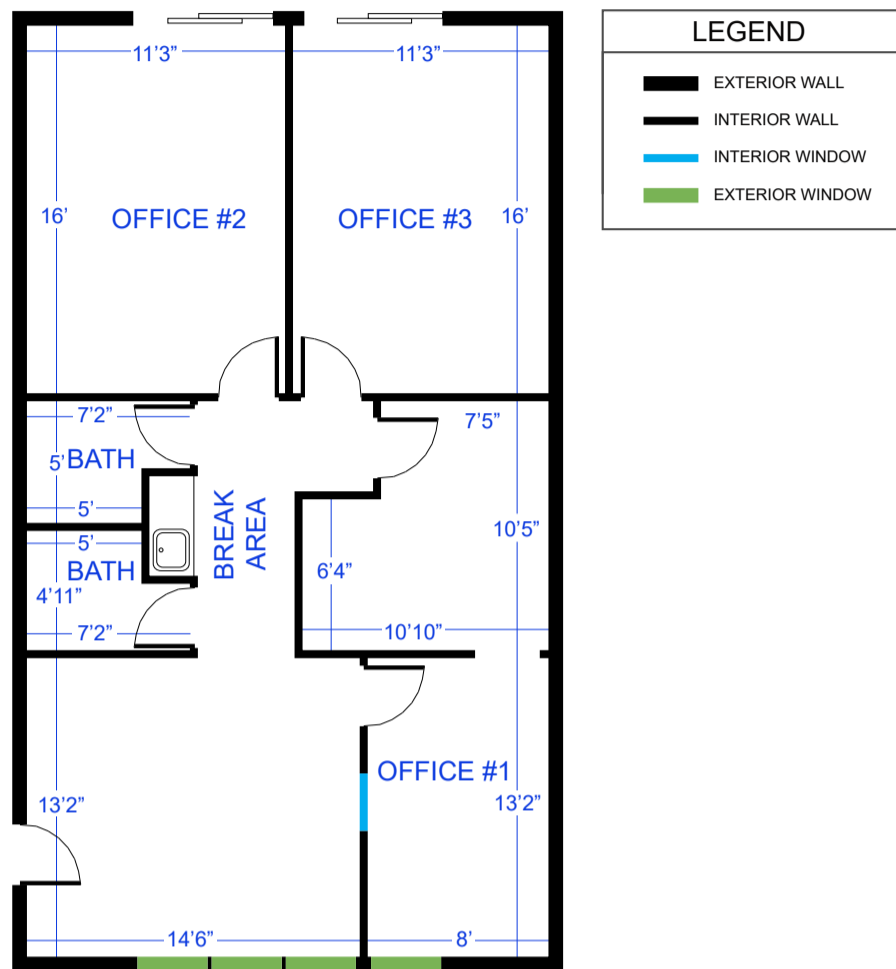 LEGEND
EXTERIOR WALL
INTERIOR WALL
INTERIOR WINDOW
EXTERIOR WINDOW
11’3”
11’3”
16’
OFFICE #2
OFFICE #3
16’
7’2”
7’5”
5’
BATH
5’
BREAK
AREA
10’5”
5’
BATH
6’4”
4’11”
7’2”
10’10”
OFFICE #1
13’2”
13’2”
14’6”
8’